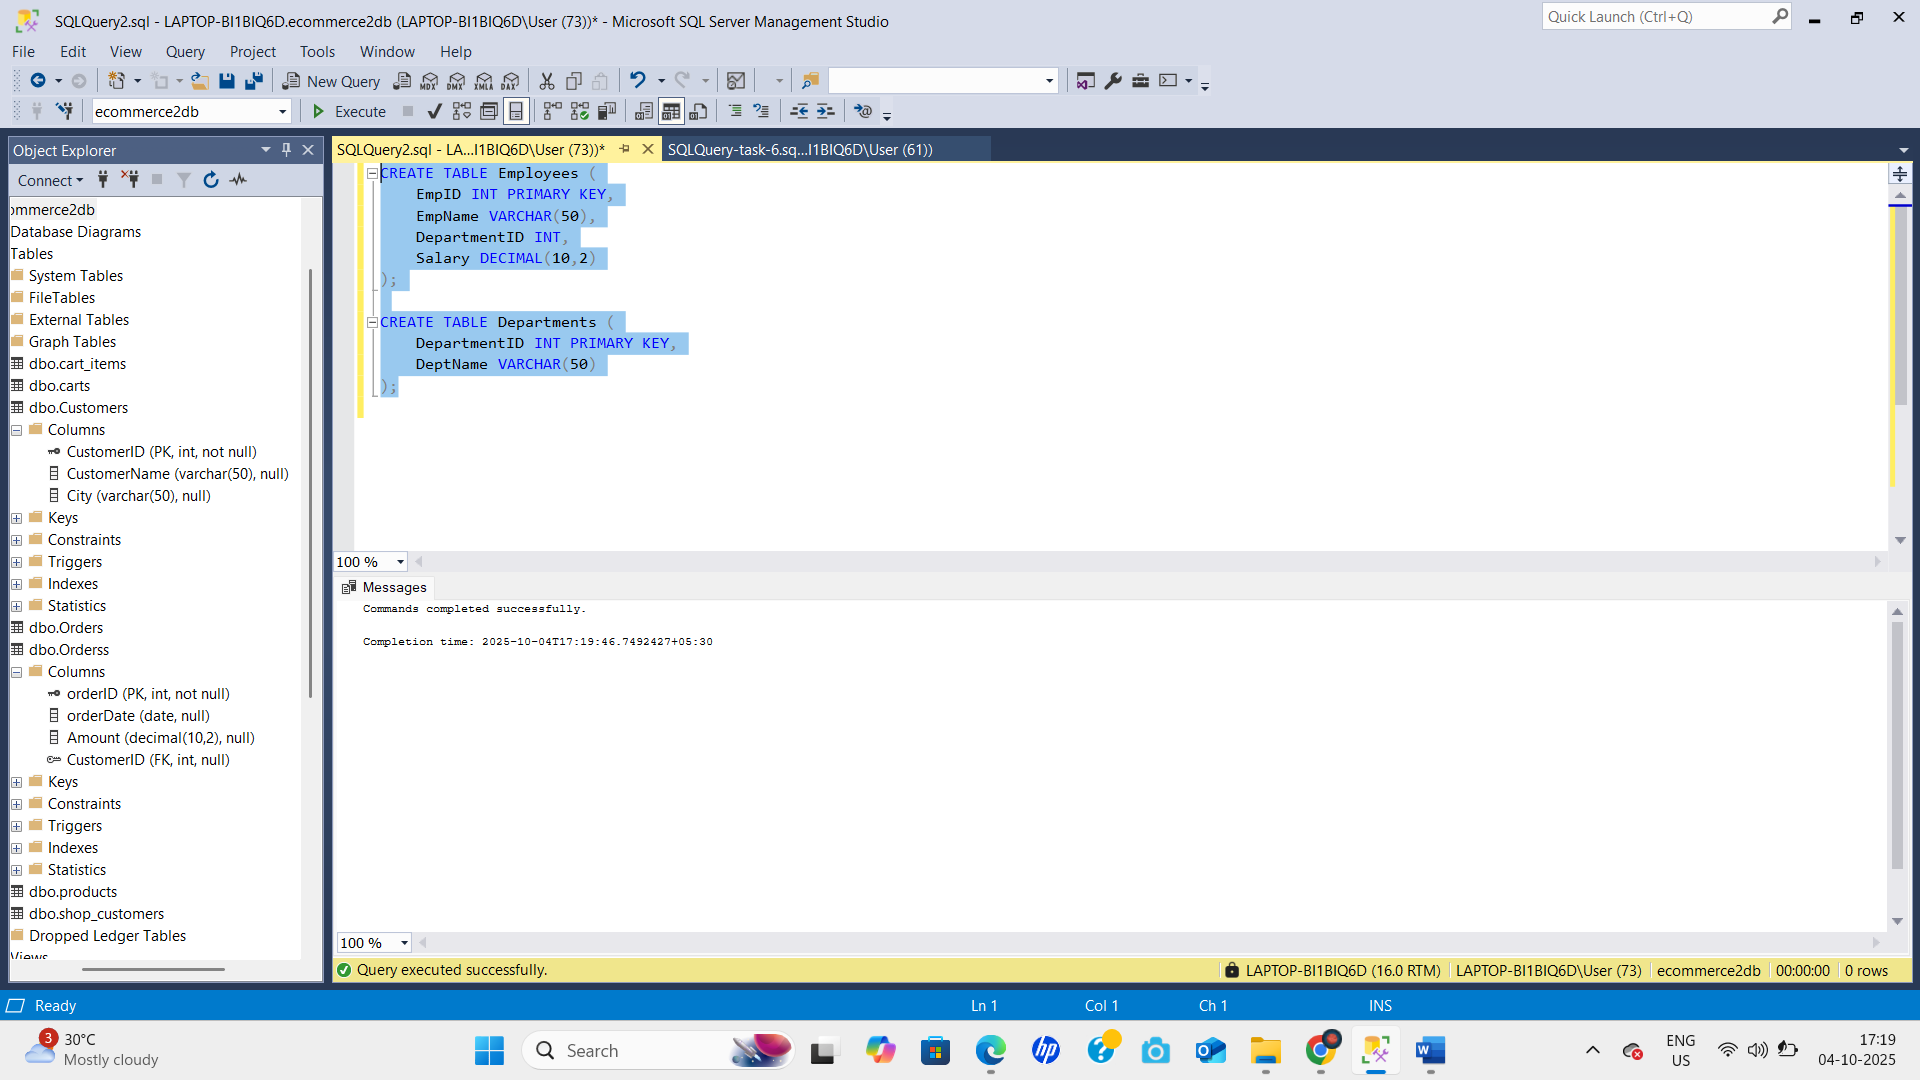 SQLQuery2.sql - LAPTOP-BI1BIQ6D.ecommerce2db (LAPTOP-BI1BIQ6D\User (73))* - Microsoft SQL Server Management Studio
Quick Launch (Ctrl+Q)
File Edit View Query Project Tools Window Help
New Query
MDX DMX XMLA DAX
ecommerce2db
Execute
Object Explorer
SQLQuery2.sql - LA...I1BIQ6D\User (73))*
SQLQuery-task-6.sq...I1BIQ6D\User (61))
Connect
ommerce2db
Database Diagrams
Tables
System Tables
FileTables
External Tables
Graph Tables
dbo.cart_items
dbo.carts
dbo.Customers
Columns
CustomerID (PK, int, not null)
CustomerName (varchar(50), null)
City (varchar(50), null)
Keys
Constraints
Triggers
Indexes
Statistics
dbo.Orders
dbo.Orderss
Columns
orderID (PK, int, not null)
orderDate (date, null)
Amount (decimal(10,2), null)
CustomerID (FK, int, null)
Keys
Constraints
Triggers
Indexes
Statistics
dbo.products
dbo.shop_customers
Dropped Ledger Tables
Views
CREATE TABLE Employees (
EmpID INT PRIMARY KEY,
EmpName VARCHAR(50),
DepartmentID INT,
Salary DECIMAL(10,2)
);
CREATE TABLE Departments (
DepartmentID INT PRIMARY KEY,
DeptName VARCHAR(50)
);
100 %
Messages
Commands completed successfully.
Completion time: 2025-10-04T17:19:46.7492427+05:30
100 %
Query executed successfully.
LAPTOP-BI1BIQ6D (16.0 RTM)
LAPTOP-BI1BIQ6D\User (73)
ecommerce2db
00:00:00
0 rows
Ready
Ln 1
Col 1
Ch 1
INS
3
30°C
Mostly cloudy
Search
ENG
US
17:19
04-10-2025